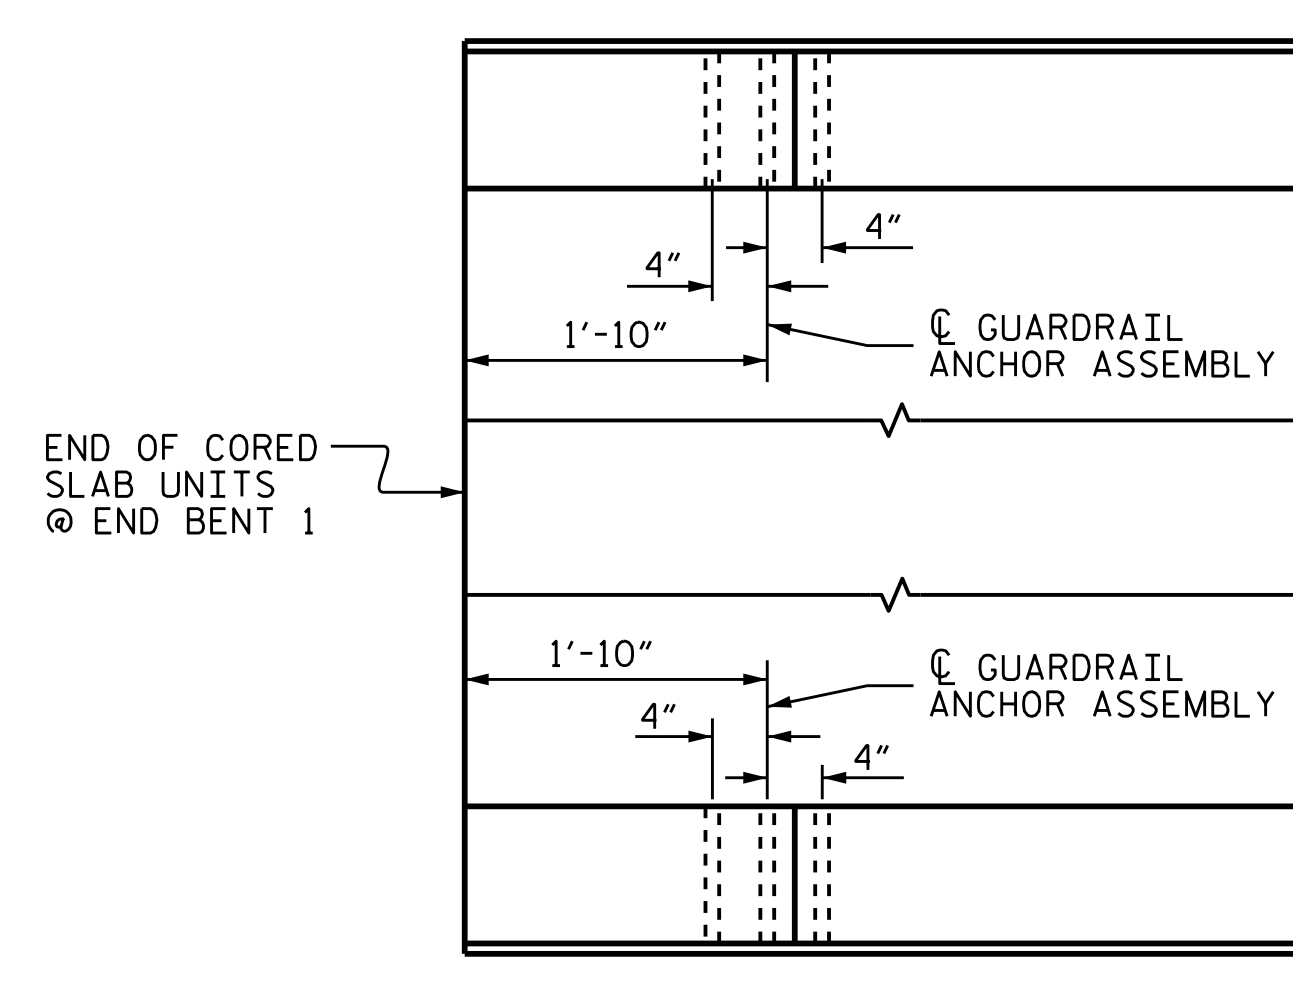 4″
4″
1′-10″
℄ GUARDRAIL
ANCHOR ASSEMBLY
END OF CORED
SLAB UNITS
@ END BENT 1
1′-10″
℄ GUARDRAIL
ANCHOR ASSEMBLY
4″
4″